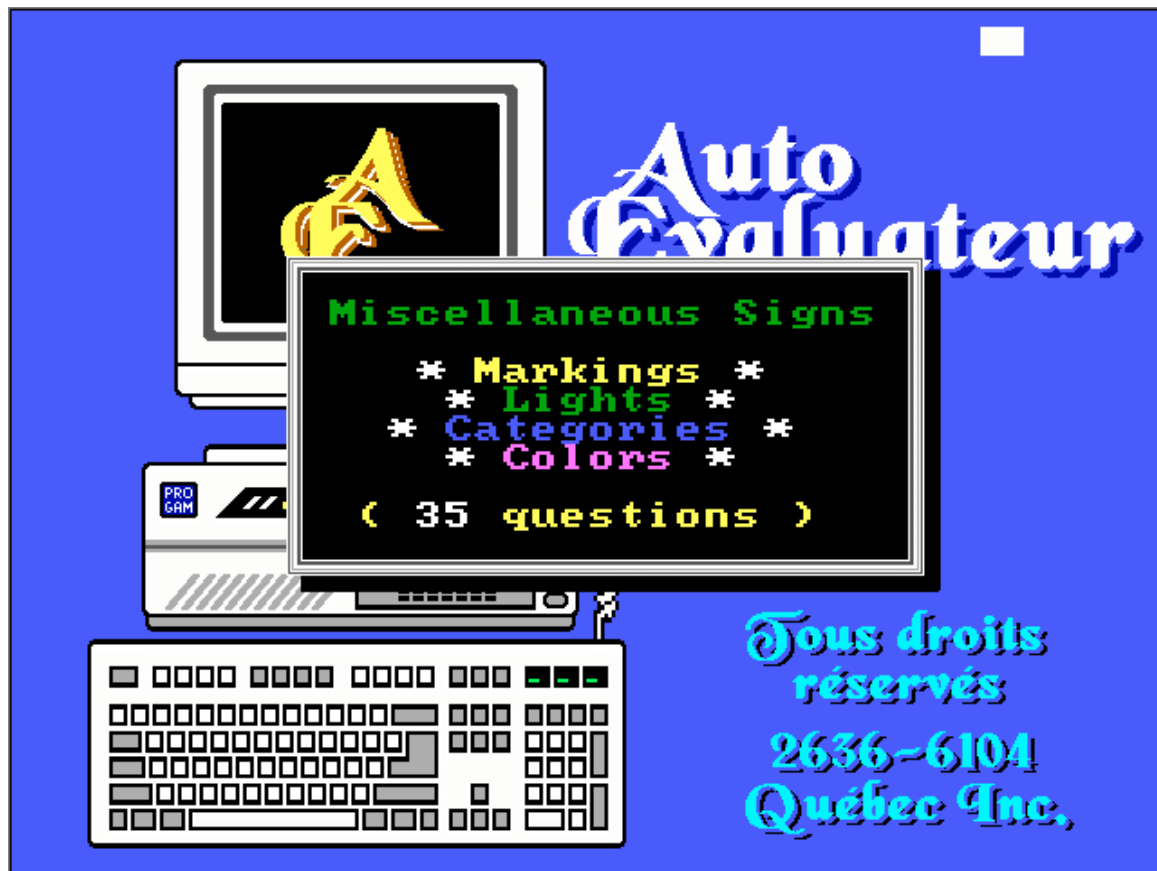 Auto
Evaluateur
Miscellaneous Signs
* Markings *
* Lights *
* Categories *
* Colors *
( 35 questions )
PRO
GAM
Tous droits
réservés
2636-6104
Québec Inc.